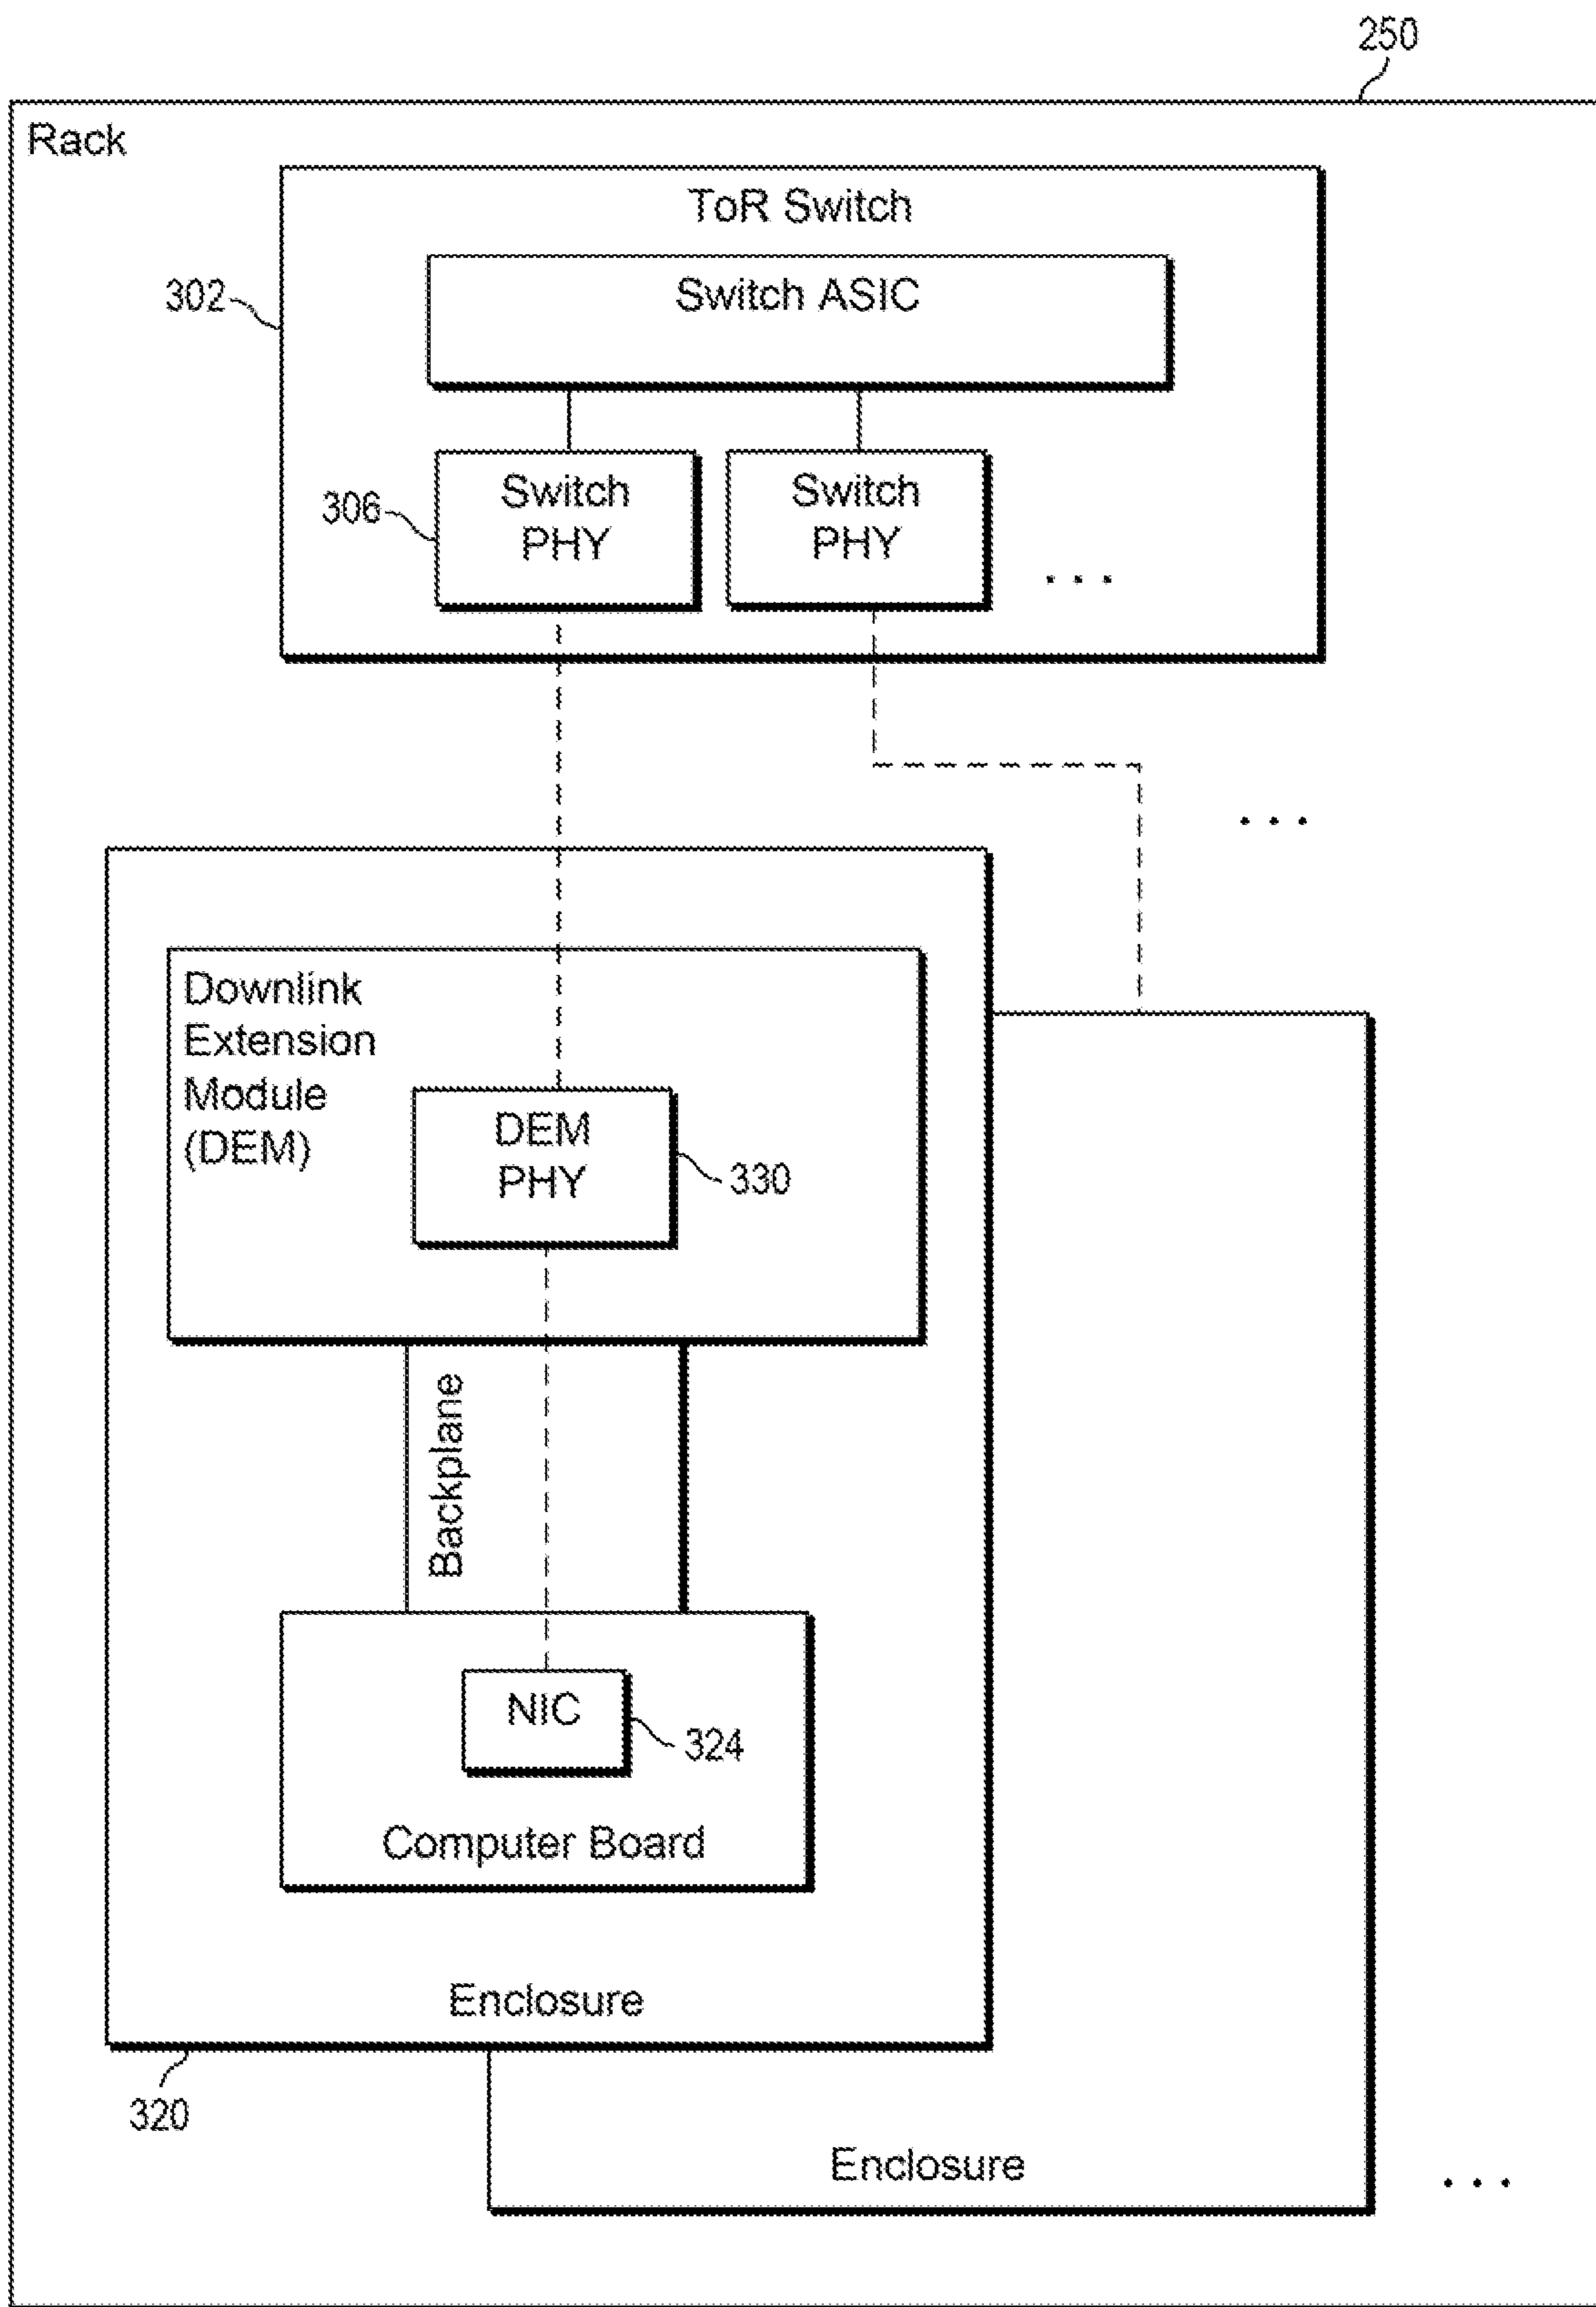 250
Rack
ToR Switch
Switch ASIC
302
306
Switch
PHY
Switch
PHY
...
...
Downlink
Extension
Module
(DEM)
DEM
PHY
330
Backplane
NIC
324
Computer Board
Enclosure
320
Enclosure
...